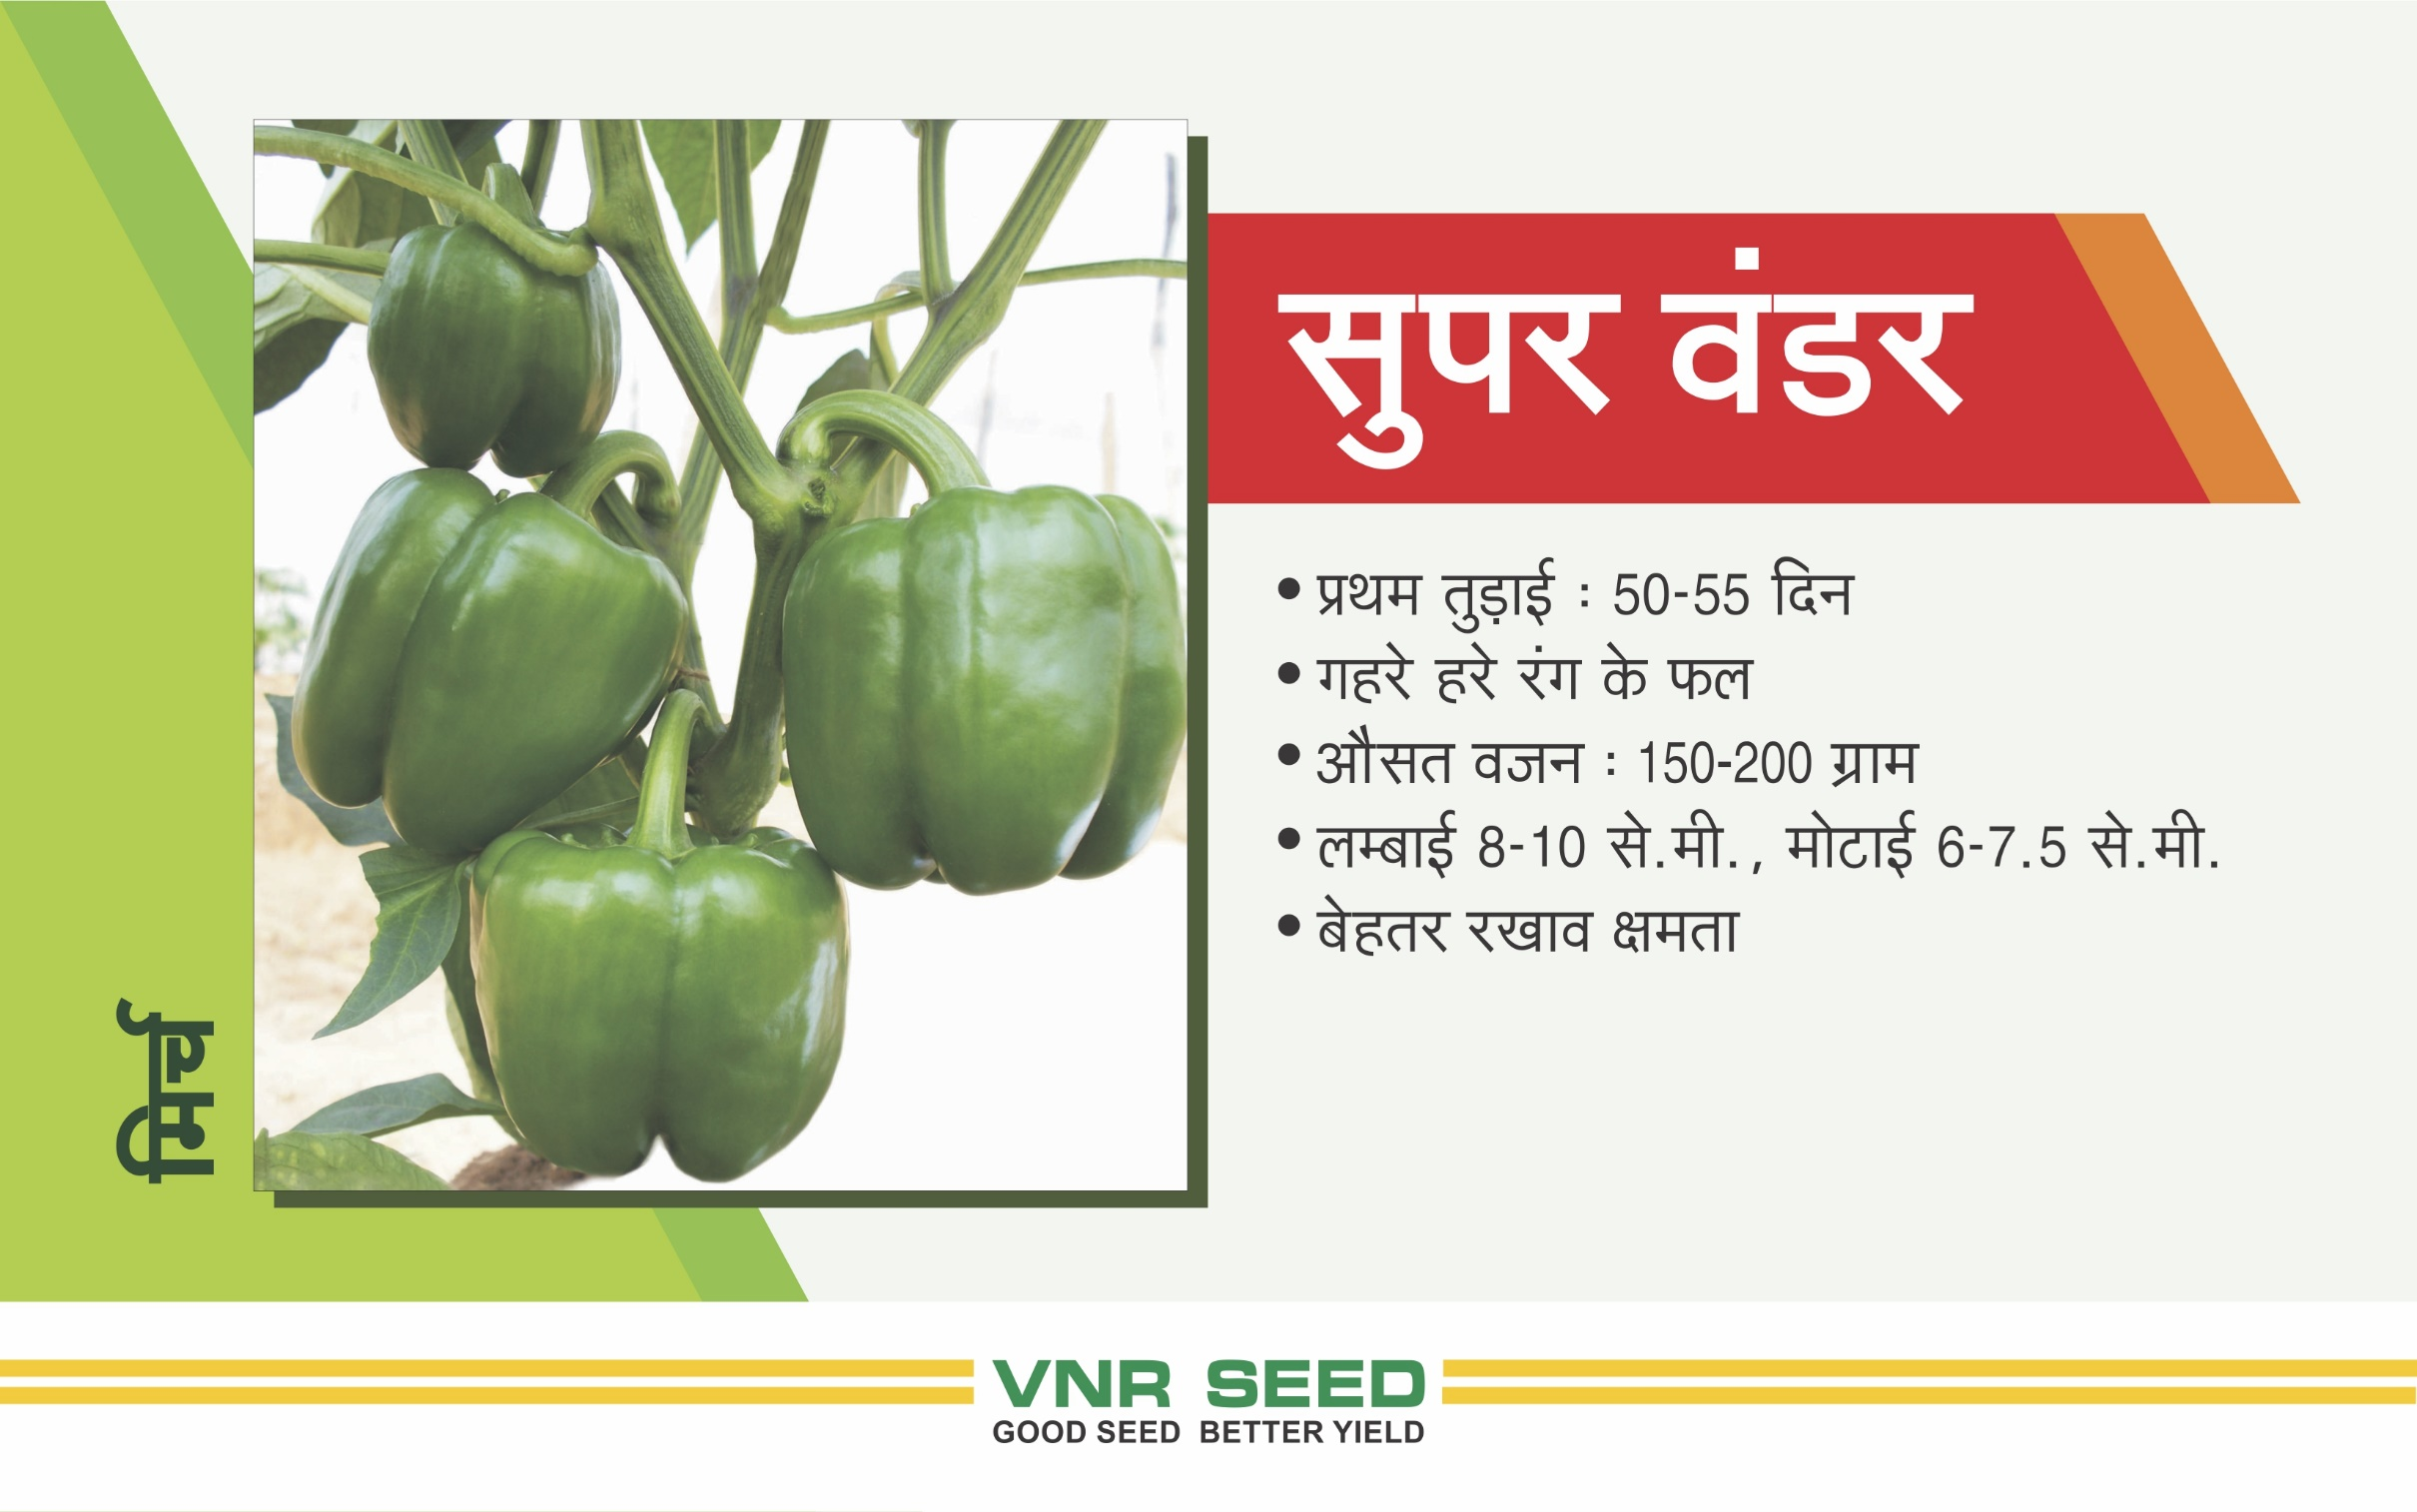 सुपर वंडर
• प्रथम तुड़ाई : 50-55 दिन
• गहरे हरे रंग के फल
• औसत वजन : 150-200 ग्राम
• लम्बाई 8-10 से.मी., मोटाई 6-7.5 से.मी.
• बेहतर रखाव क्षमता
मिर्च
VNR SEED
GOOD SEED BETTER YIELD